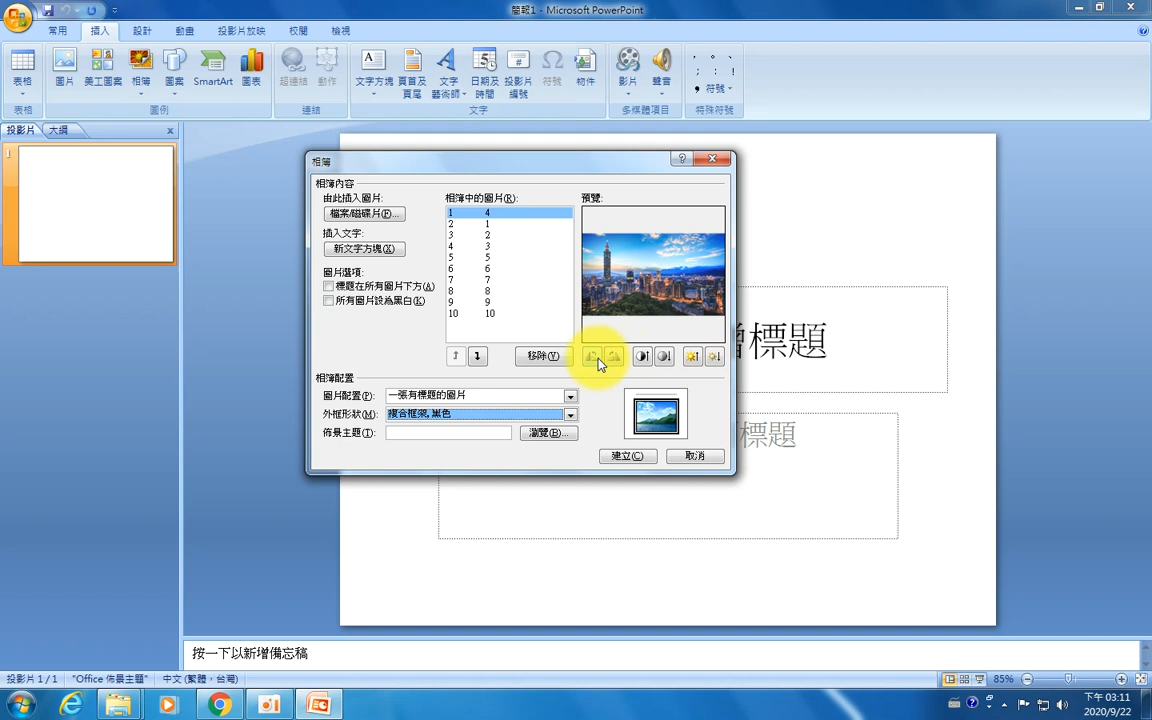 簡報1 - Microsoft PowerPoint
常用 插入 設計 動畫 投影片放映 校閱 檢視
表格 圖片 美工圖案 相簿 圖案 SmartArt 圖表 超連結 動作 文字方塊 頁首及頁尾 文字藝術師 日期及時間 投影片編號 符號 物件 影片 聲音 符號
表格 圖例 連結 文字 多媒體項目 特殊符號
投影片 大綱
1
相簿
相簿內容
由此插入圖片:
檔案/磁碟片(F)...
插入文字:
新文字方塊(X)
圖片選項:
標題在所有圖片下方(A)
所有圖片設為黑白(K)
相簿中的圖片(R):
1 4
2 1
3 2
4 3
5 5
6 6
7 7
8 8
9 9
10 10
移除(V)
預覽:
相簿配置
圖片配置(P): 一張有標題的圖片
外框形狀(M): 複合框架, 黑色
佈景主題(T): 瀏覽(B)...
建立(C) 取消
增標題
標題
按一下以新增備忘稿
投影片 1 / 1 "Office 佈景主題" 中文 (繁體，台灣) 85%
下午 03:11
2020/9/22